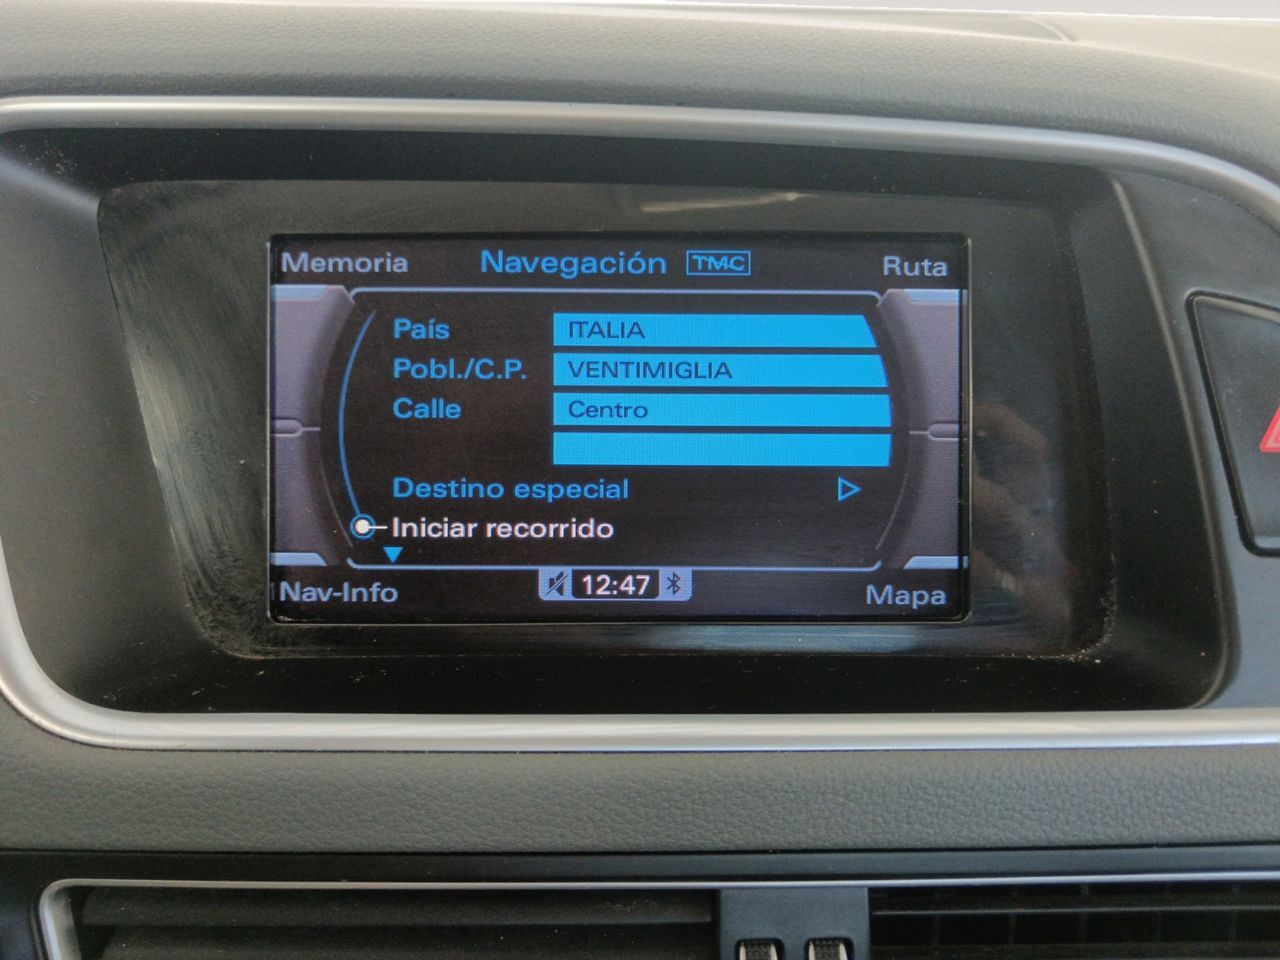 Memoria Navegación TMC Ruta
País ITALIA
Pobl./C.P. VENTIMIGLIA
Calle Centro
Destino especial
Iniciar recorrido
Nav-Info 12:47 Mapa